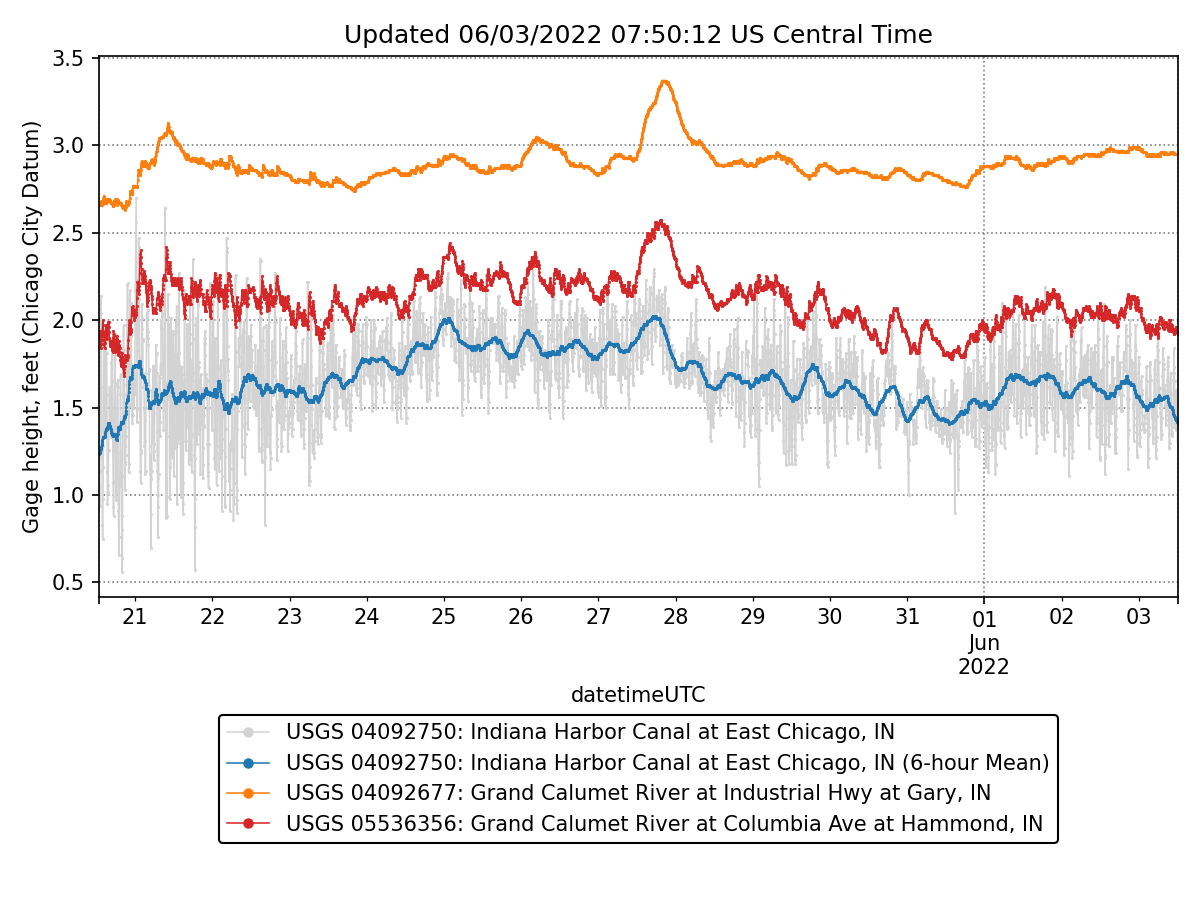 Updated 06/03/2022 07:50:12 US Central Time
Gage height, feet (Chicago City Datum)
3.5
3.0
2.5
2.0
1.5
1.0
0.5
21 22 23 24 25 26 27 28 29 30 31 01 02 03
Jun
2022
datetimeUTC
USGS 04092750: Indiana Harbor Canal at East Chicago, IN
USGS 04092750: Indiana Harbor Canal at East Chicago, IN (6-hour Mean)
USGS 04092677: Grand Calumet River at Industrial Hwy at Gary, IN
USGS 05536356: Grand Calumet River at Columbia Ave at Hammond, IN